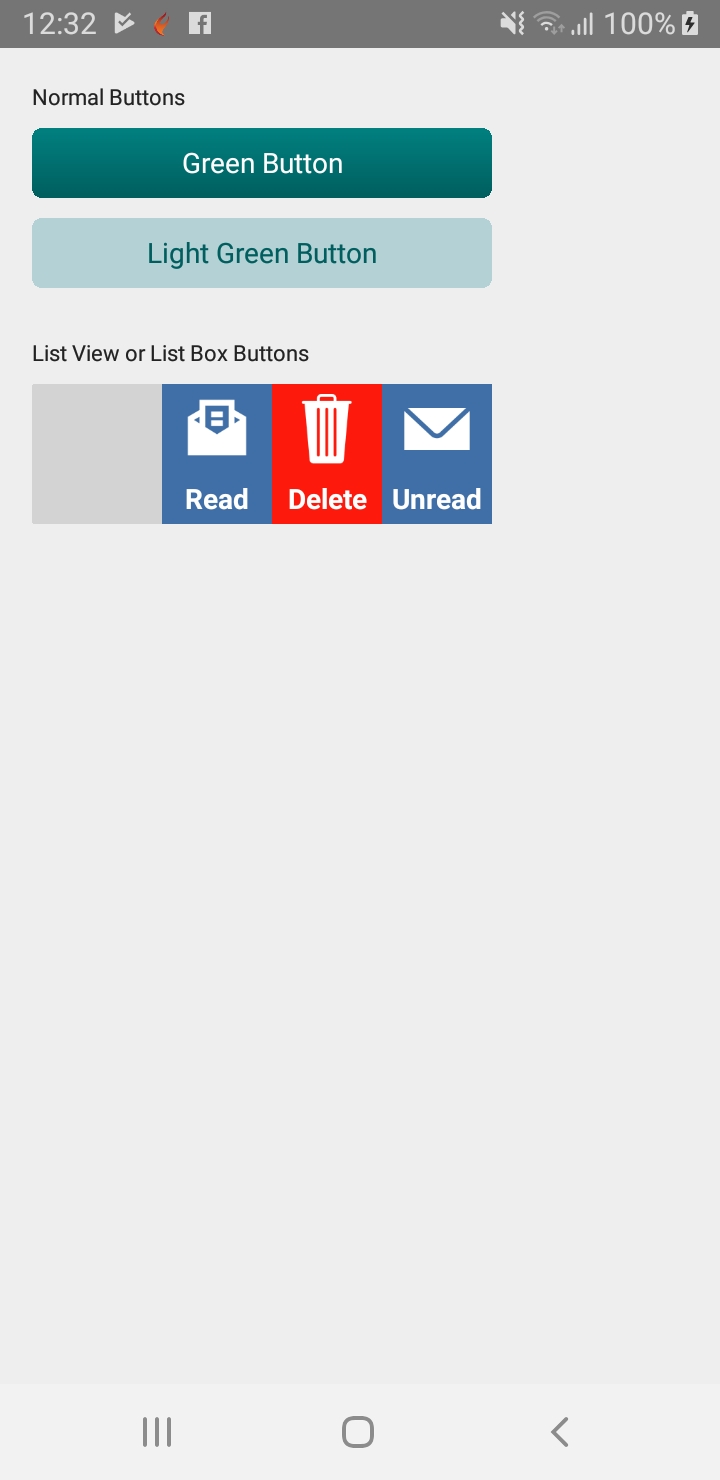 12:32 100%
Normal Buttons
Green Button
Light Green Button
List View or List Box Buttons
Read Delete Unread